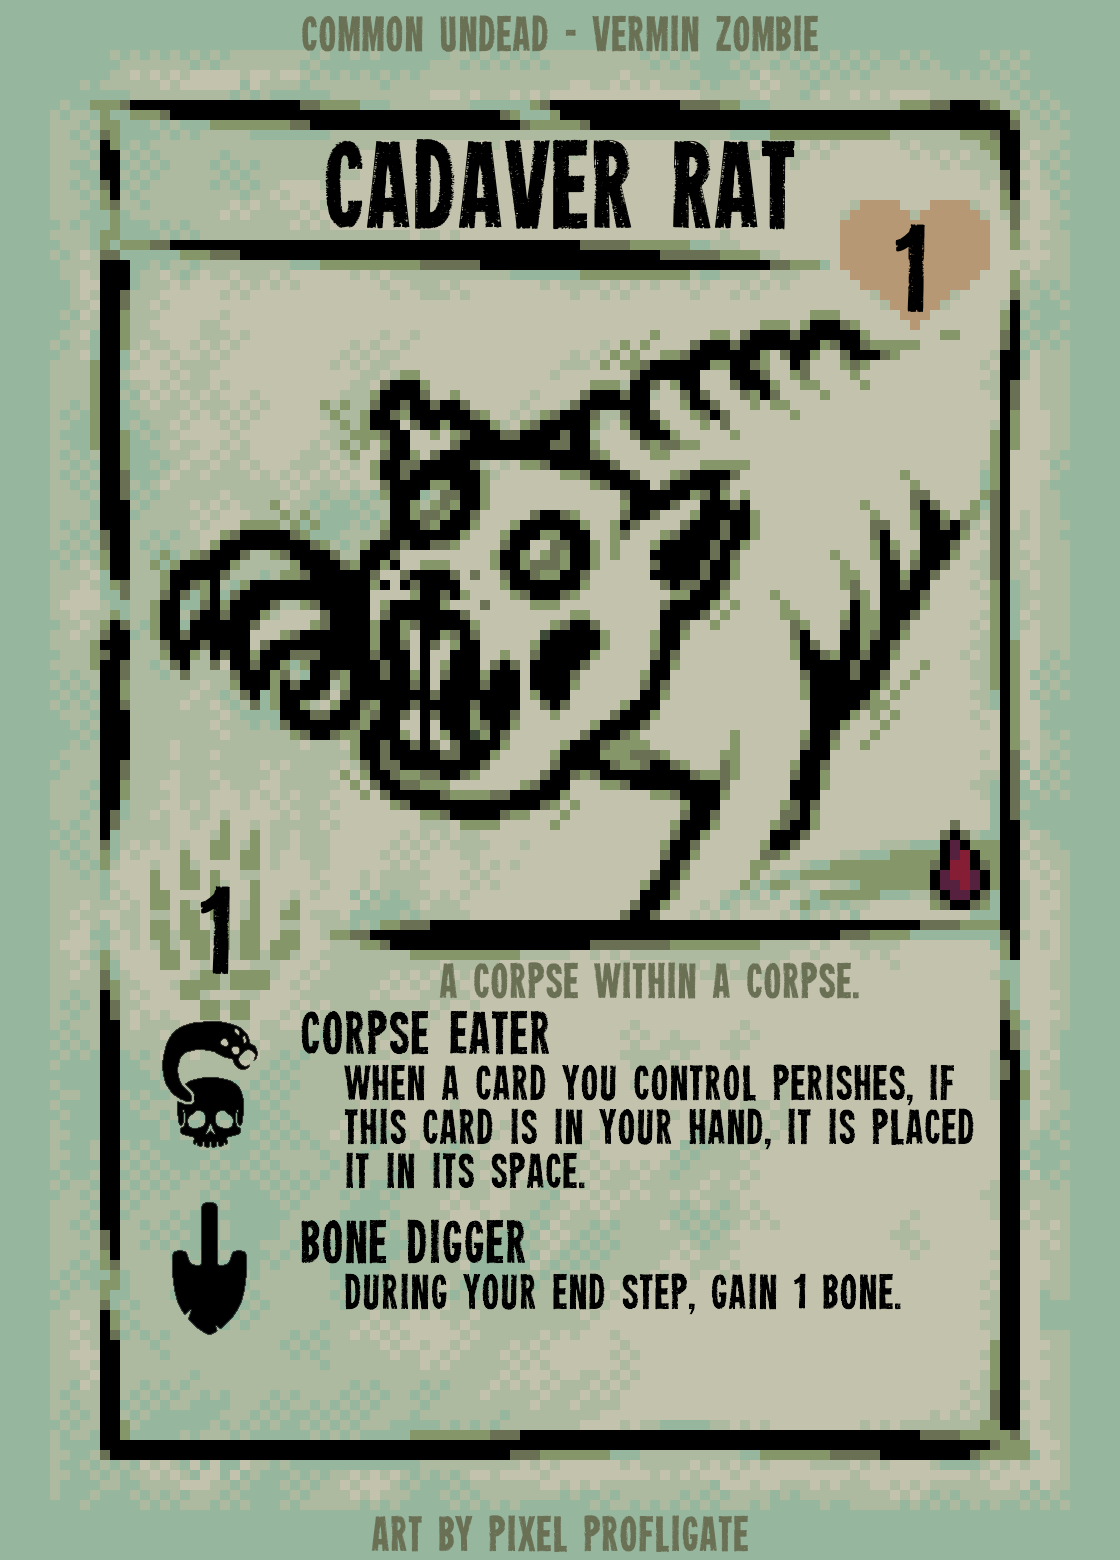 COMMON UNDEAD - VERMIN ZOMBIE
CADAVER RAT
1
1
A CORPSE WITHIN A CORPSE.
CORPSE EATER
WHEN A CARD YOU CONTROL PERISHES, IF
THIS CARD IS IN YOUR HAND, IT IS PLACED
IT IN ITS SPACE.
BONE DIGGER
DURING YOUR END STEP, GAIN 1 BONE.
ART BY PIXEL PROFLIGATE